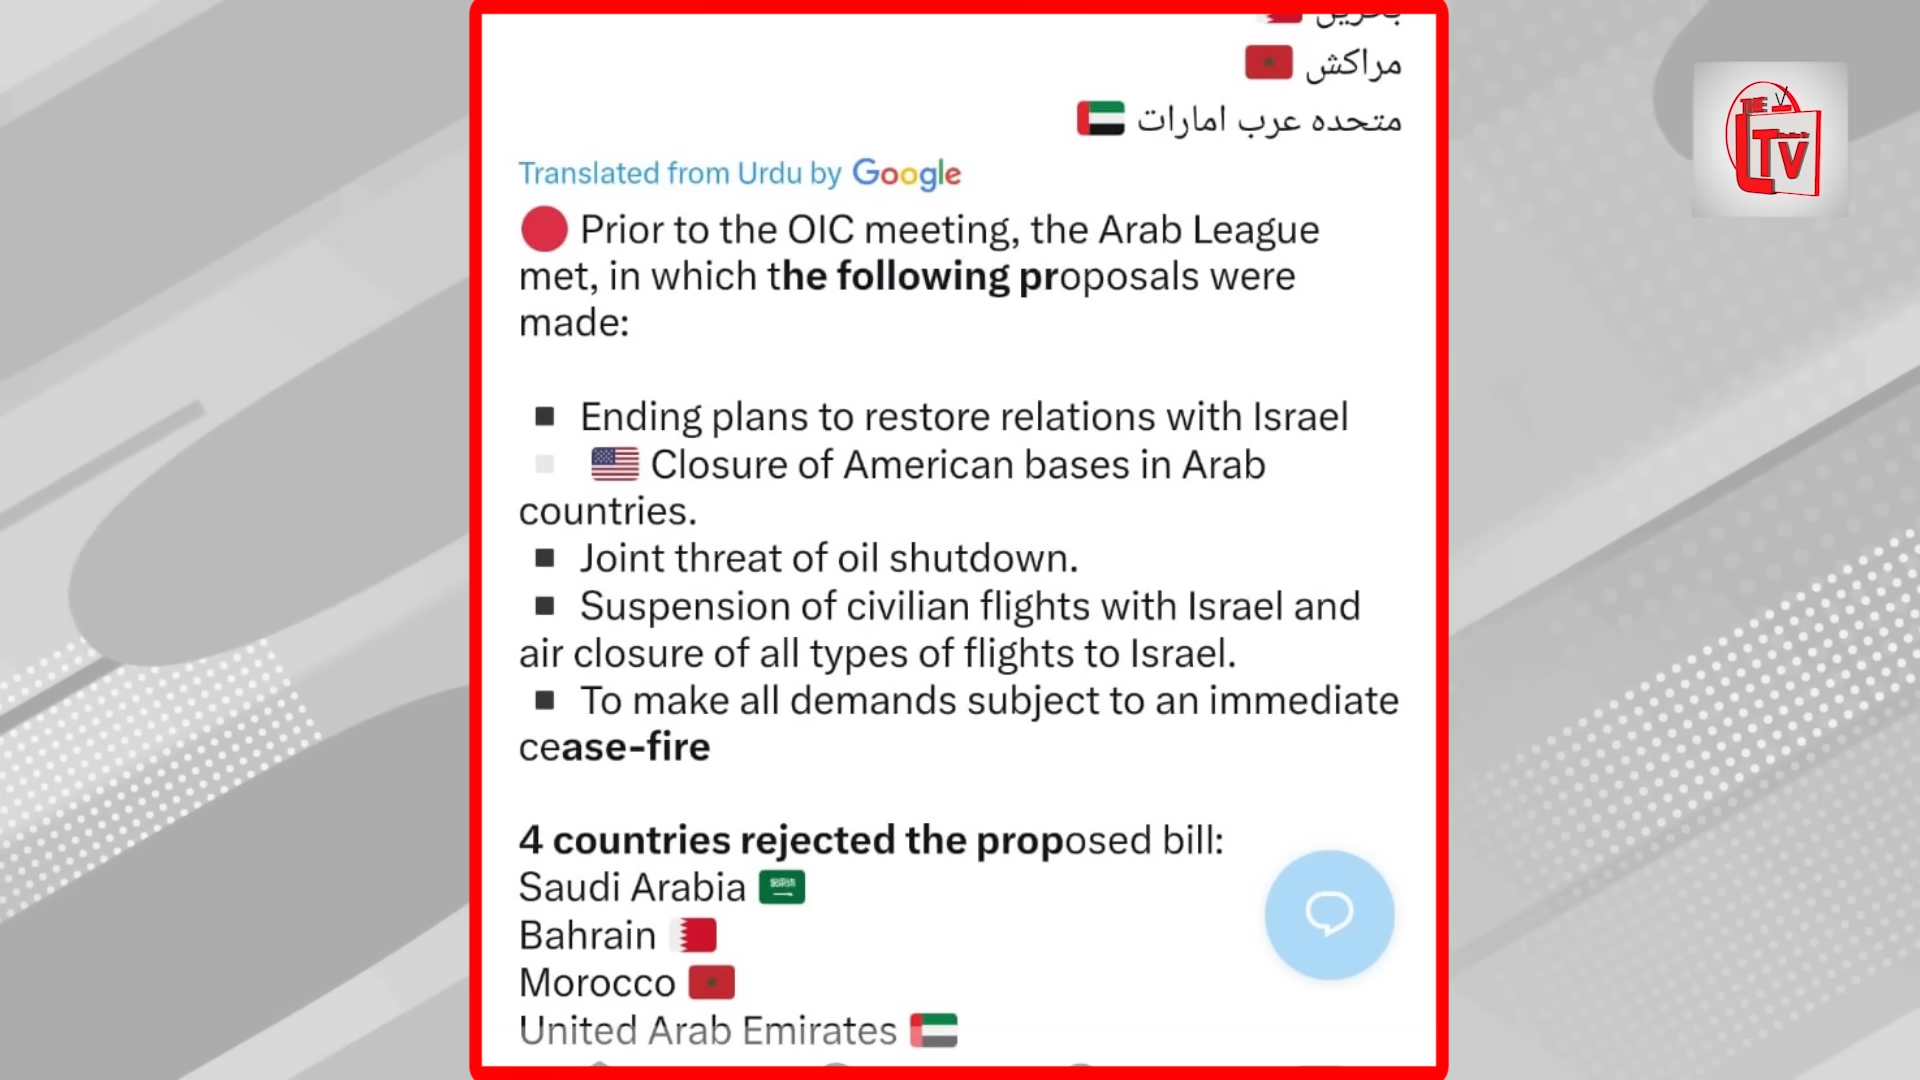 بحرین
مراکش
متحدہ عرب امارات
THE
TV
Translated from Urdu by Google
Prior to the OIC meeting, the Arab League
met, in which the following proposals were
made:
Ending plans to restore relations with Israel
Closure of American bases in Arab
countries.
Joint threat of oil shutdown.
Suspension of civilian flights with Israel and
air closure of all types of flights to Israel.
To make all demands subject to an immediate
cease-fire
4 countries rejected the proposed bill:
Saudi Arabia
Bahrain
Morocco
United Arab Emirates